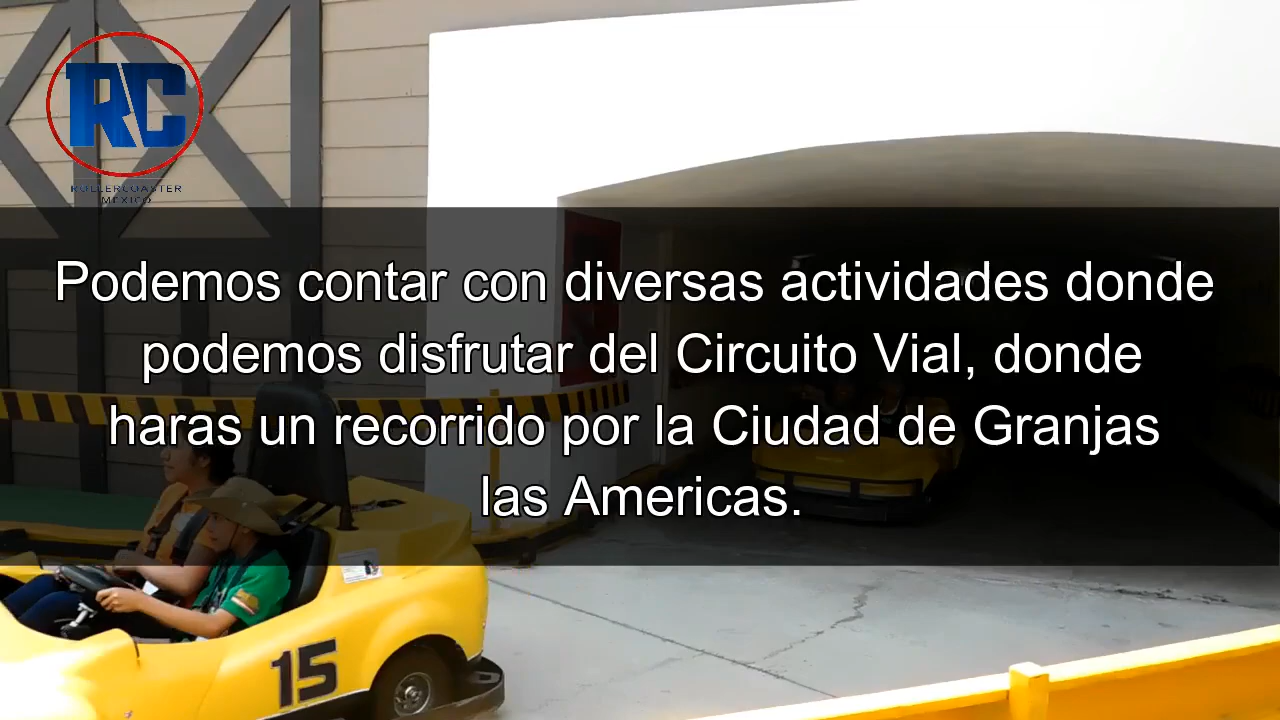 RC
ROLLERCOASTER
MEXICO
Podemos contar con diversas actividades donde
podemos disfrutar del Circuito Vial, donde
haras un recorrido por la Ciudad de Granjas
las Americas.
15